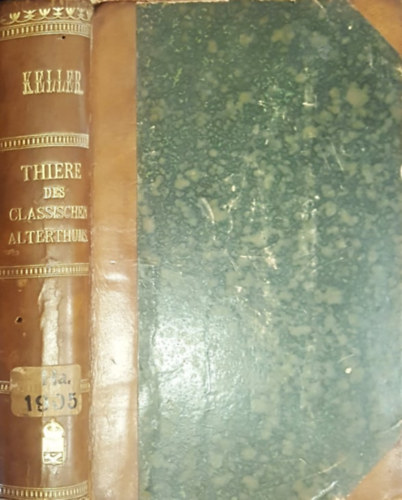 KELLER.
THIERE
DES
CLASSISCHEN
ALTERTHUMS
1905